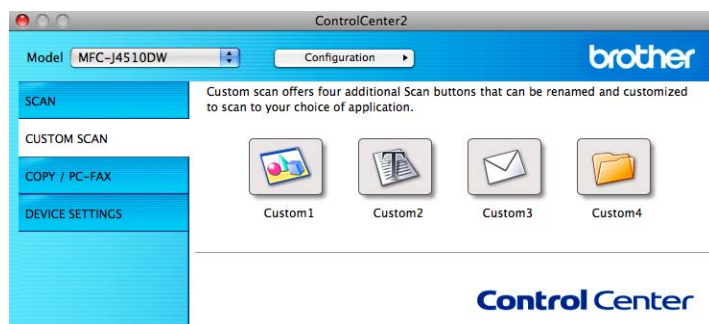 ControlCenter2
Model MFC-J4510DW Configuration brother
SCAN
CUSTOM SCAN
COPY / PC-FAX
DEVICE SETTINGS
Custom scan offers four additional Scan buttons that can be renamed and customized
to scan to your choice of application.
Custom1 Custom2 Custom3 Custom4
Control Center